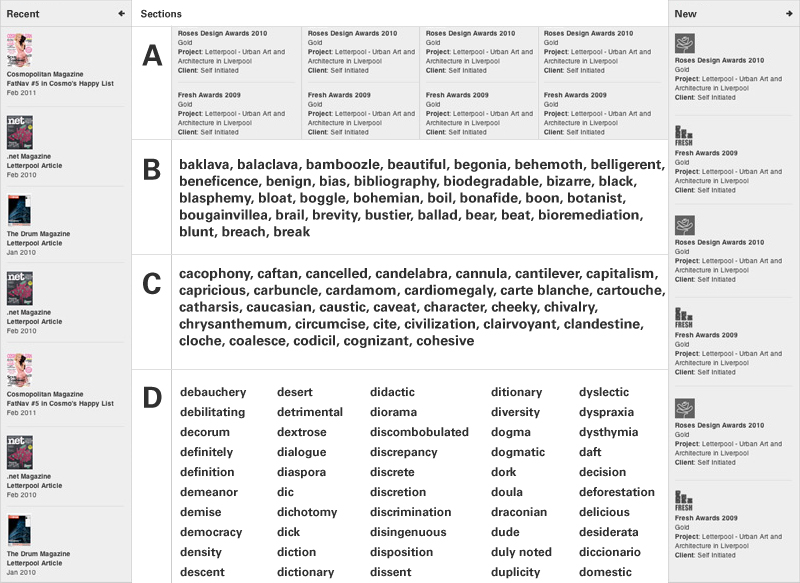 Recent
Cosmopolitan Magazine
FatNav #5 in Cosmo's Happy List
Feb 2011
net
.net Magazine
Letterpool Article
Feb 2010
The Drum Magazine
Letterpool Article
Jan 2010
net
.net Magazine
Letterpool Article
Feb 2010
Cosmopolitan Magazine
FatNav #5 in Cosmo's Happy List
Feb 2011
net
.net Magazine
Letterpool Article
Feb 2010
The Drum Magazine
Letterpool Article
Jan 2010
Sections
A
Roses Design Awards 2010
Gold
Project: Letterpool - Urban Art and
Architecture in Liverpool
Client: Self Initiated
Roses Design Awards 2010
Gold
Project: Letterpool - Urban Art and
Architecture in Liverpool
Client: Self Initiated
Roses Design Awards 2010
Gold
Project: Letterpool - Urban Art and
Architecture in Liverpool
Client: Self Initiated
Roses Design Awards 2010
Gold
Project: Letterpool - Urban Art and
Architecture in Liverpool
Client: Self Initiated
Fresh Awards 2009
Gold
Project: Letterpool - Urban Art and
Architecture in Liverpool
Client: Self Initiated
Fresh Awards 2009
Gold
Project: Letterpool - Urban Art and
Architecture in Liverpool
Client: Self Initiated
Fresh Awards 2009
Gold
Project: Letterpool - Urban Art and
Architecture in Liverpool
Client: Self Initiated
Fresh Awards 2009
Gold
Project: Letterpool - Urban Art and
Architecture in Liverpool
Client: Self Initiated
B
baklava, balaclava, bamboozle, beautiful, begonia, behemoth, belligerent,
beneficence, benign, bias, bibliography, biodegradable, bizarre, black,
blasphemy, bloat, boggle, bohemian, boil, bonafide, boon, botanist,
bougainvillea, brail, brevity, bustier, ballad, bear, beat, bioremediation,
blunt, breach, break
C
cacophony, caftan, cancelled, candelabra, cannula, cantilever, capitalism,
capricious, carbuncle, cardamom, cardiomegaly, carte blanche, cartouche,
catharsis, caucasian, caustic, caveat, character, cheeky, chivalry,
chrysanthemum, circumcise, cite, civilization, clairvoyant, clandestine,
cloche, coalesce, codicil, cognizant, cohesive
D
debauchery desert didactic ditionary dyslectic
debilitating detrimental diorama diversity dyspraxia
decorum dextrose discombobulated dogma dysthymia
definitely dialogue discrepancy dogmatic daft
definition diaspora discrete dork decision
demeanor dic discretion doula deforestation
demise dichotomy discrimination draconian delicious
democracy dick disingenuous dude desiderata
density diction disposition duly noted diccionario
descent dictionary dissent duplicity domestic
New
Roses Design Awards 2010
Gold
Project: Letterpool - Urban Art and
Architecture in Liverpool
Client: Self Initiated
FRESH
Fresh Awards 2009
Gold
Project: Letterpool - Urban Art and
Architecture in Liverpool
Client: Self Initiated
Roses Design Awards 2010
Gold
Project: Letterpool - Urban Art and
Architecture in Liverpool
Client: Self Initiated
FRESH
Fresh Awards 2009
Gold
Project: Letterpool - Urban Art and
Architecture in Liverpool
Client: Self Initiated
Roses Design Awards 2010
Gold
Project: Letterpool - Urban Art and
Architecture in Liverpool
Client: Self Initiated
FRESH
Fresh Awards 2009
Gold
Project: Letterpool - Urban Art and
Architecture in Liverpool
Client: Self Initiated